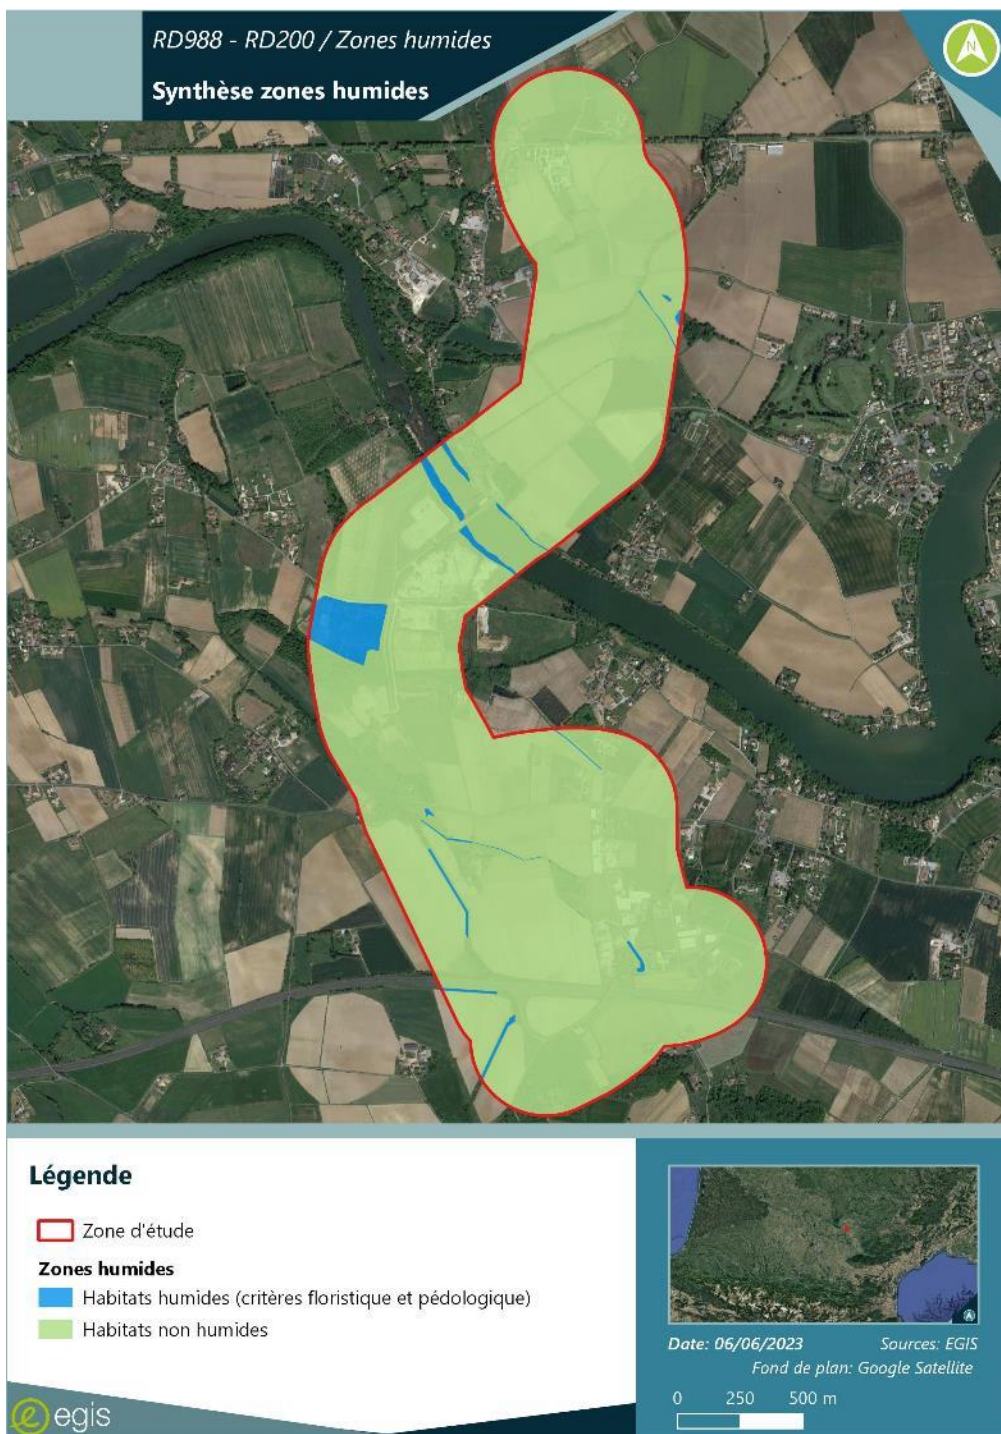 RD988 - RD200 / Zones humides
Synthèse zones humides
N
Légende
Zone d'étude
Zones humides
Habitats humides (critères floristique et pédologique)
Habitats non humides
Date: 06/06/2023 Sources: EGIS
Fond de plan: Google Satellite
0 250 500 m
e egis